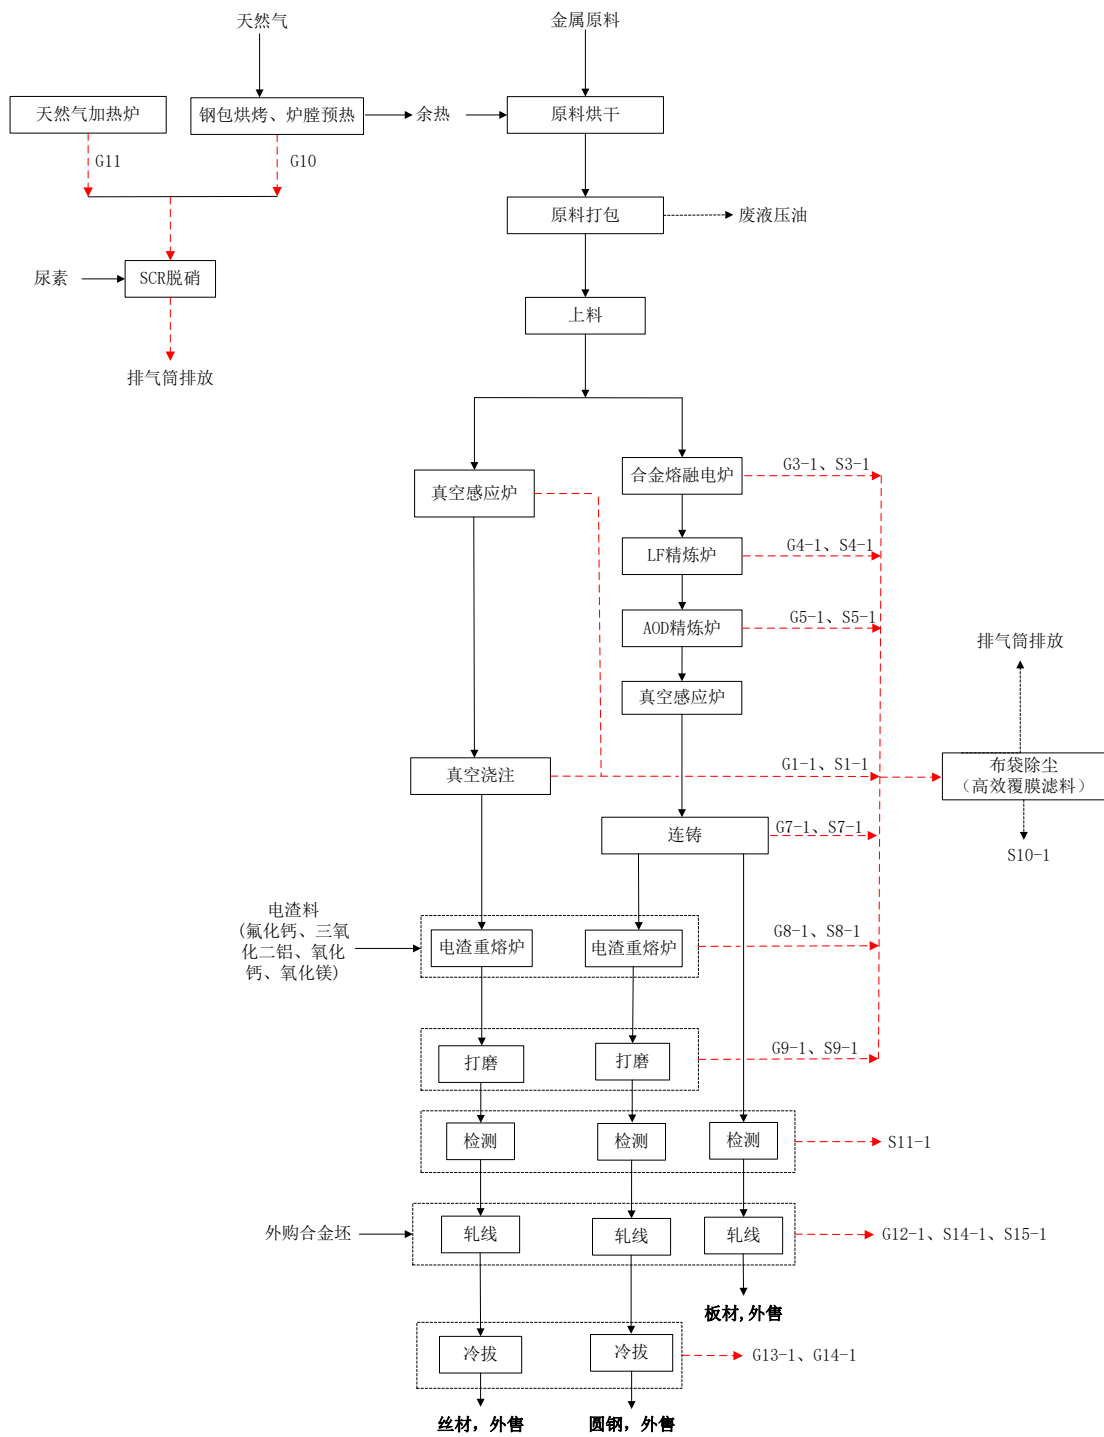 天然气
金属原料
天然气加热炉
钢包烘烤、炉膛预热
余热
原料烘干
G11
G10
原料打包
废液压油
尿素
SCR脱硝
上料
排气筒排放
真空感应炉
合金熔融电炉
G3-1、S3-1
LF精炼炉
G4-1、S4-1
AOD精炼炉
G5-1、S5-1
排气筒排放
真空感应炉
真空浇注
G1-1、S1-1
布袋除尘
（高效覆膜滤料）
连铸
G7-1、S7-1
S10-1
电渣料
(氟化钙、三氧
化二铝、氧化
钙、氧化镁)
电渣重熔炉
电渣重熔炉
G8-1、S8-1
打磨
打磨
G9-1、S9-1
检测
检测
检测
S11-1
外购合金坯
轧线
轧线
轧线
G12-1、S14-1、S15-1
板材,外售
冷拔
冷拔
G13-1、G14-1
丝材，外售
圆钢，外售